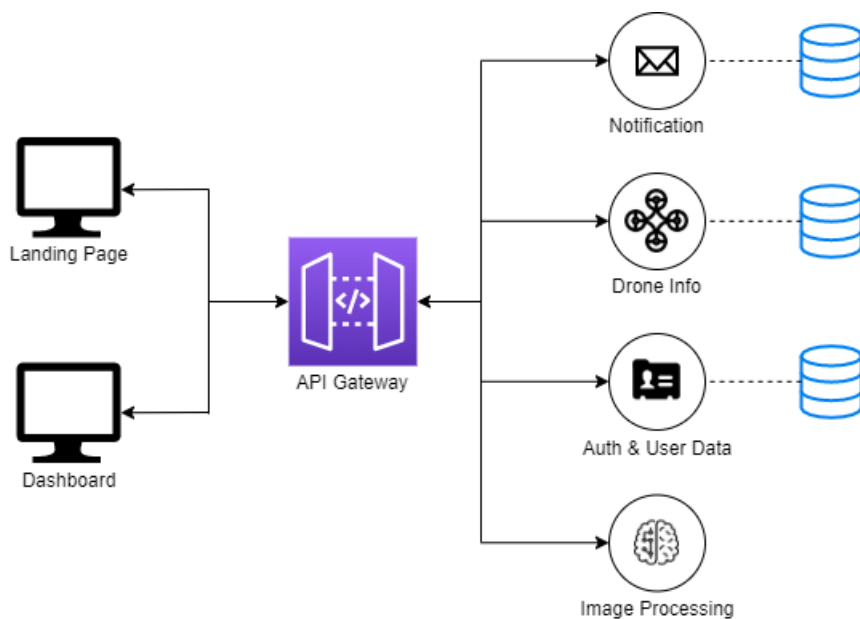 Notification
Landing Page
Drone Info
</>
API Gateway
Auth & User Data
Dashboard
Image Processing